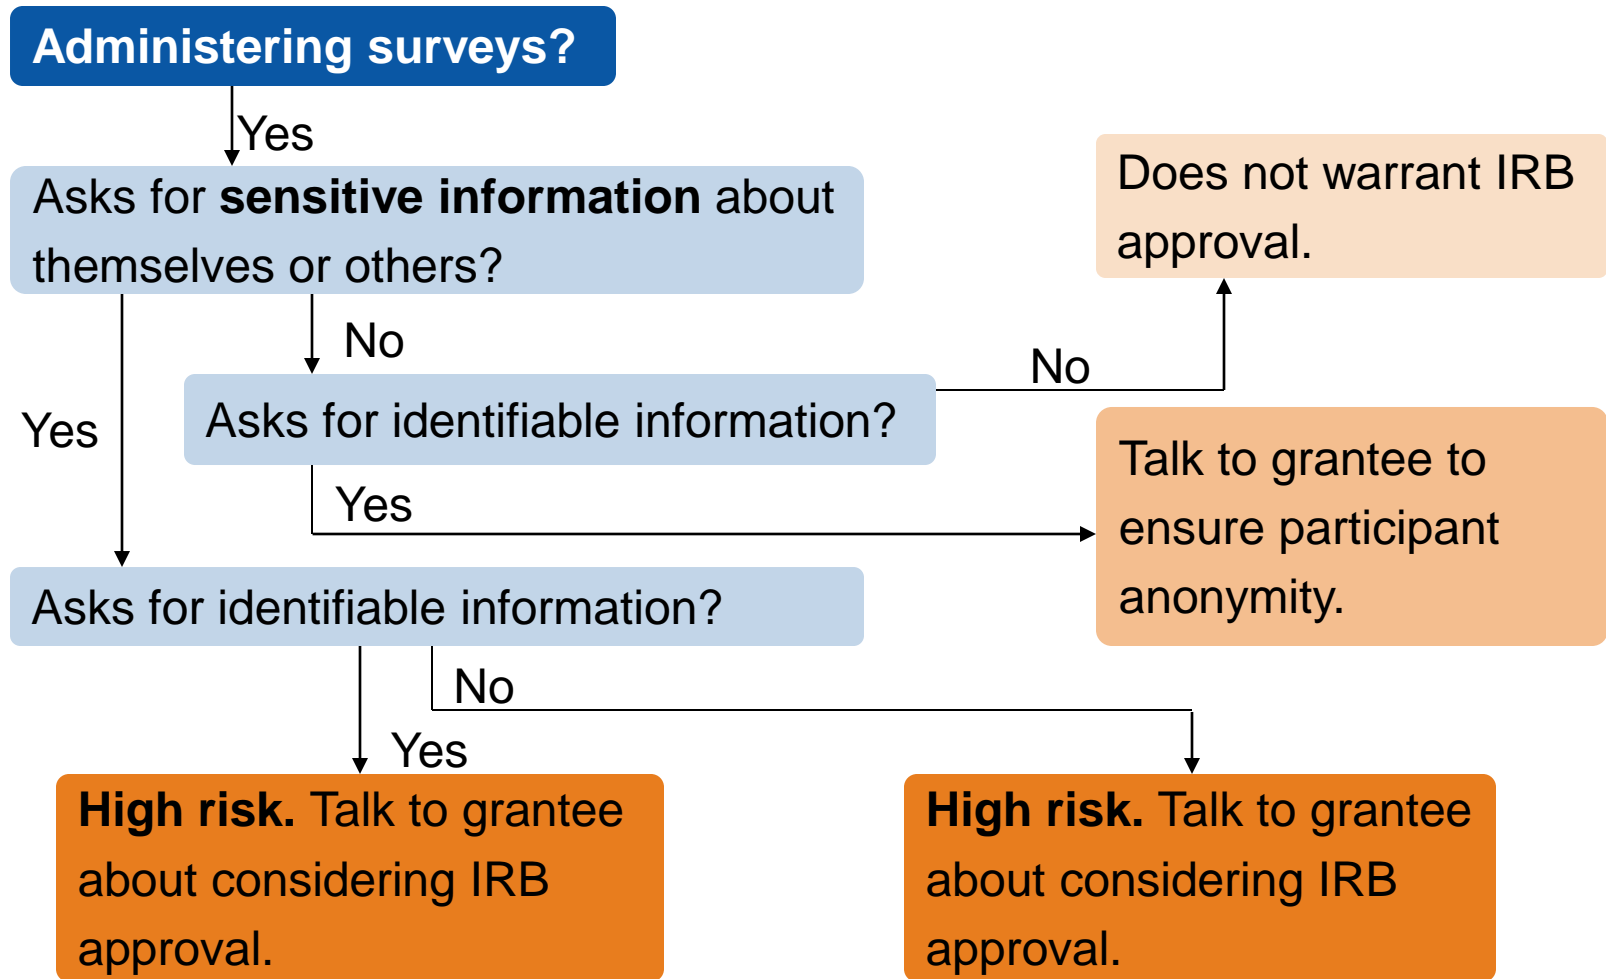 Administering surveys?
Yes
Asks for sensitive information about
themselves or others?
Does not warrant IRB
approval.
No
No
Yes
Asks for identifiable information?
Talk to grantee to
ensure participant
anonymity.
Yes
Asks for identifiable information?
No
Yes
High risk. Talk to grantee
about considering IRB
approval.
High risk. Talk to grantee
about considering IRB
approval.